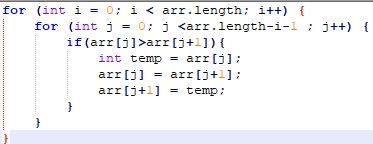 for (int i = 0; i < arr.length; i++) {
    for (int j = 0; j <arr.length-i-1 ; j++) {
        if(arr[j]>arr[j+1]){
            int temp = arr[j];
            arr[j] = arr[j+1];
            arr[j+1] = temp;
        }
    }
}